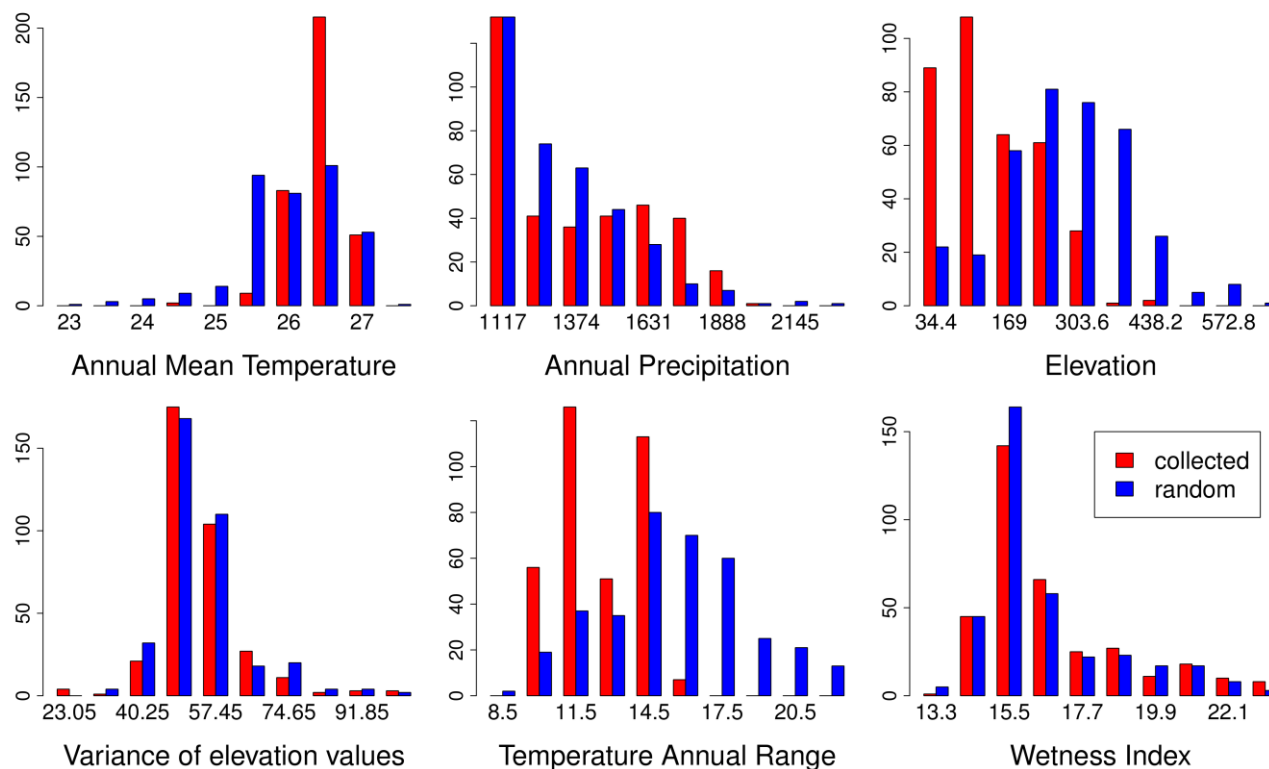 0 50 100 150 200
23 24 25 26 27
Annual Mean Temperature
0 20 40 60 80 100
1117 1374 1631 1888 2145
Annual Precipitation
0 20 40 60 80 100
34.4 169 303.6 438.2 572.8
Elevation
0 50 100 150
23.05 40.25 57.45 74.65 91.85
Variance of elevation values
0 20 40 60 80 100
8.5 11.5 14.5 17.5 20.5
Temperature Annual Range
0 50 100 150
13.3 15.5 17.7 19.9 22.1
Wetness Index
collected
random